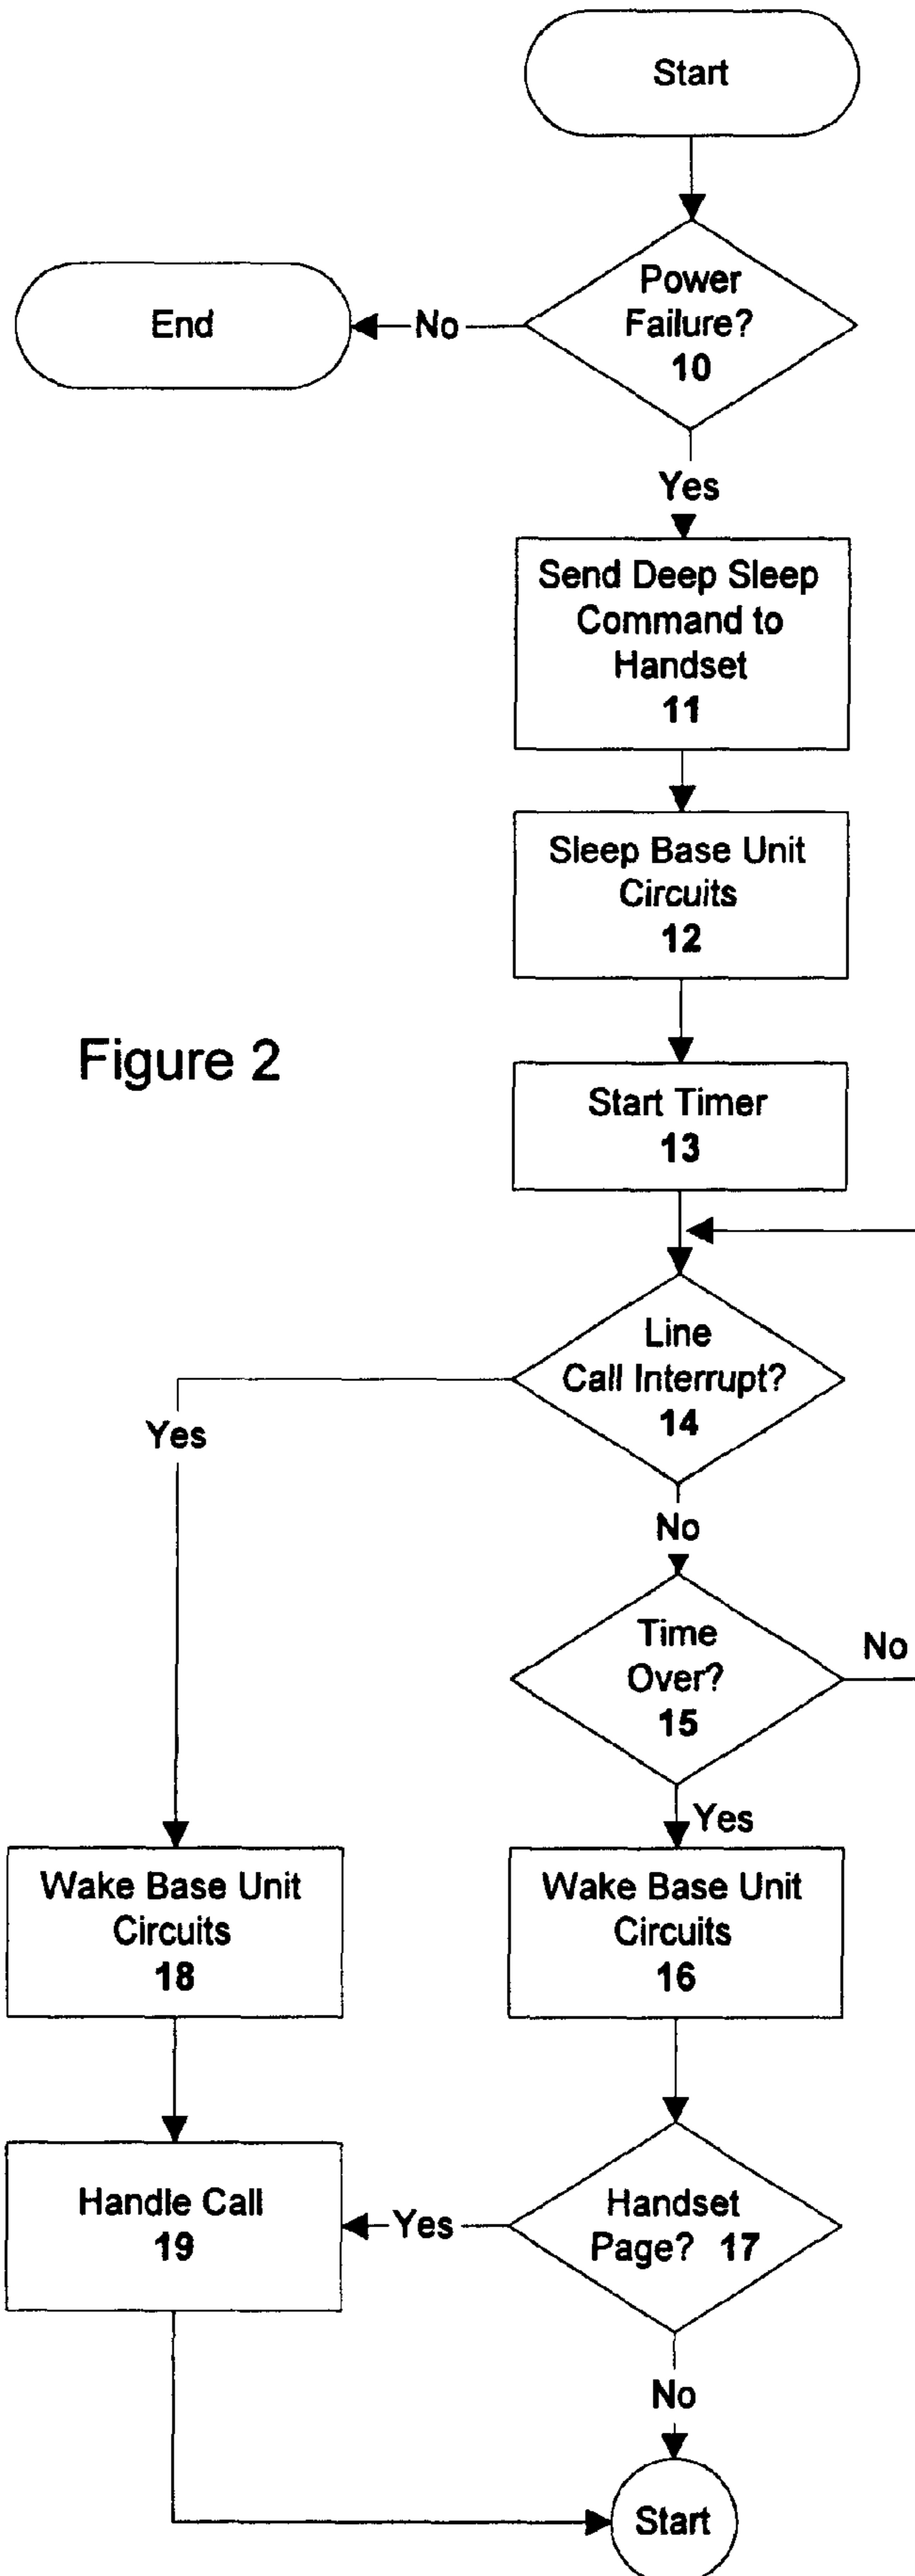 Start
Power
Failure?
10
No
End
Yes
Send Deep Sleep
Command to
Handset
11
Sleep Base Unit
Circuits
12
Figure 2
Start Timer
13
Line
Call Interrupt?
14
Yes
No
Time
Over?
15
No
Yes
Wake Base Unit
Circuits
18
Wake Base Unit
Circuits
16
Handle Call
19
Yes
Handset
Page? 17
No
Start